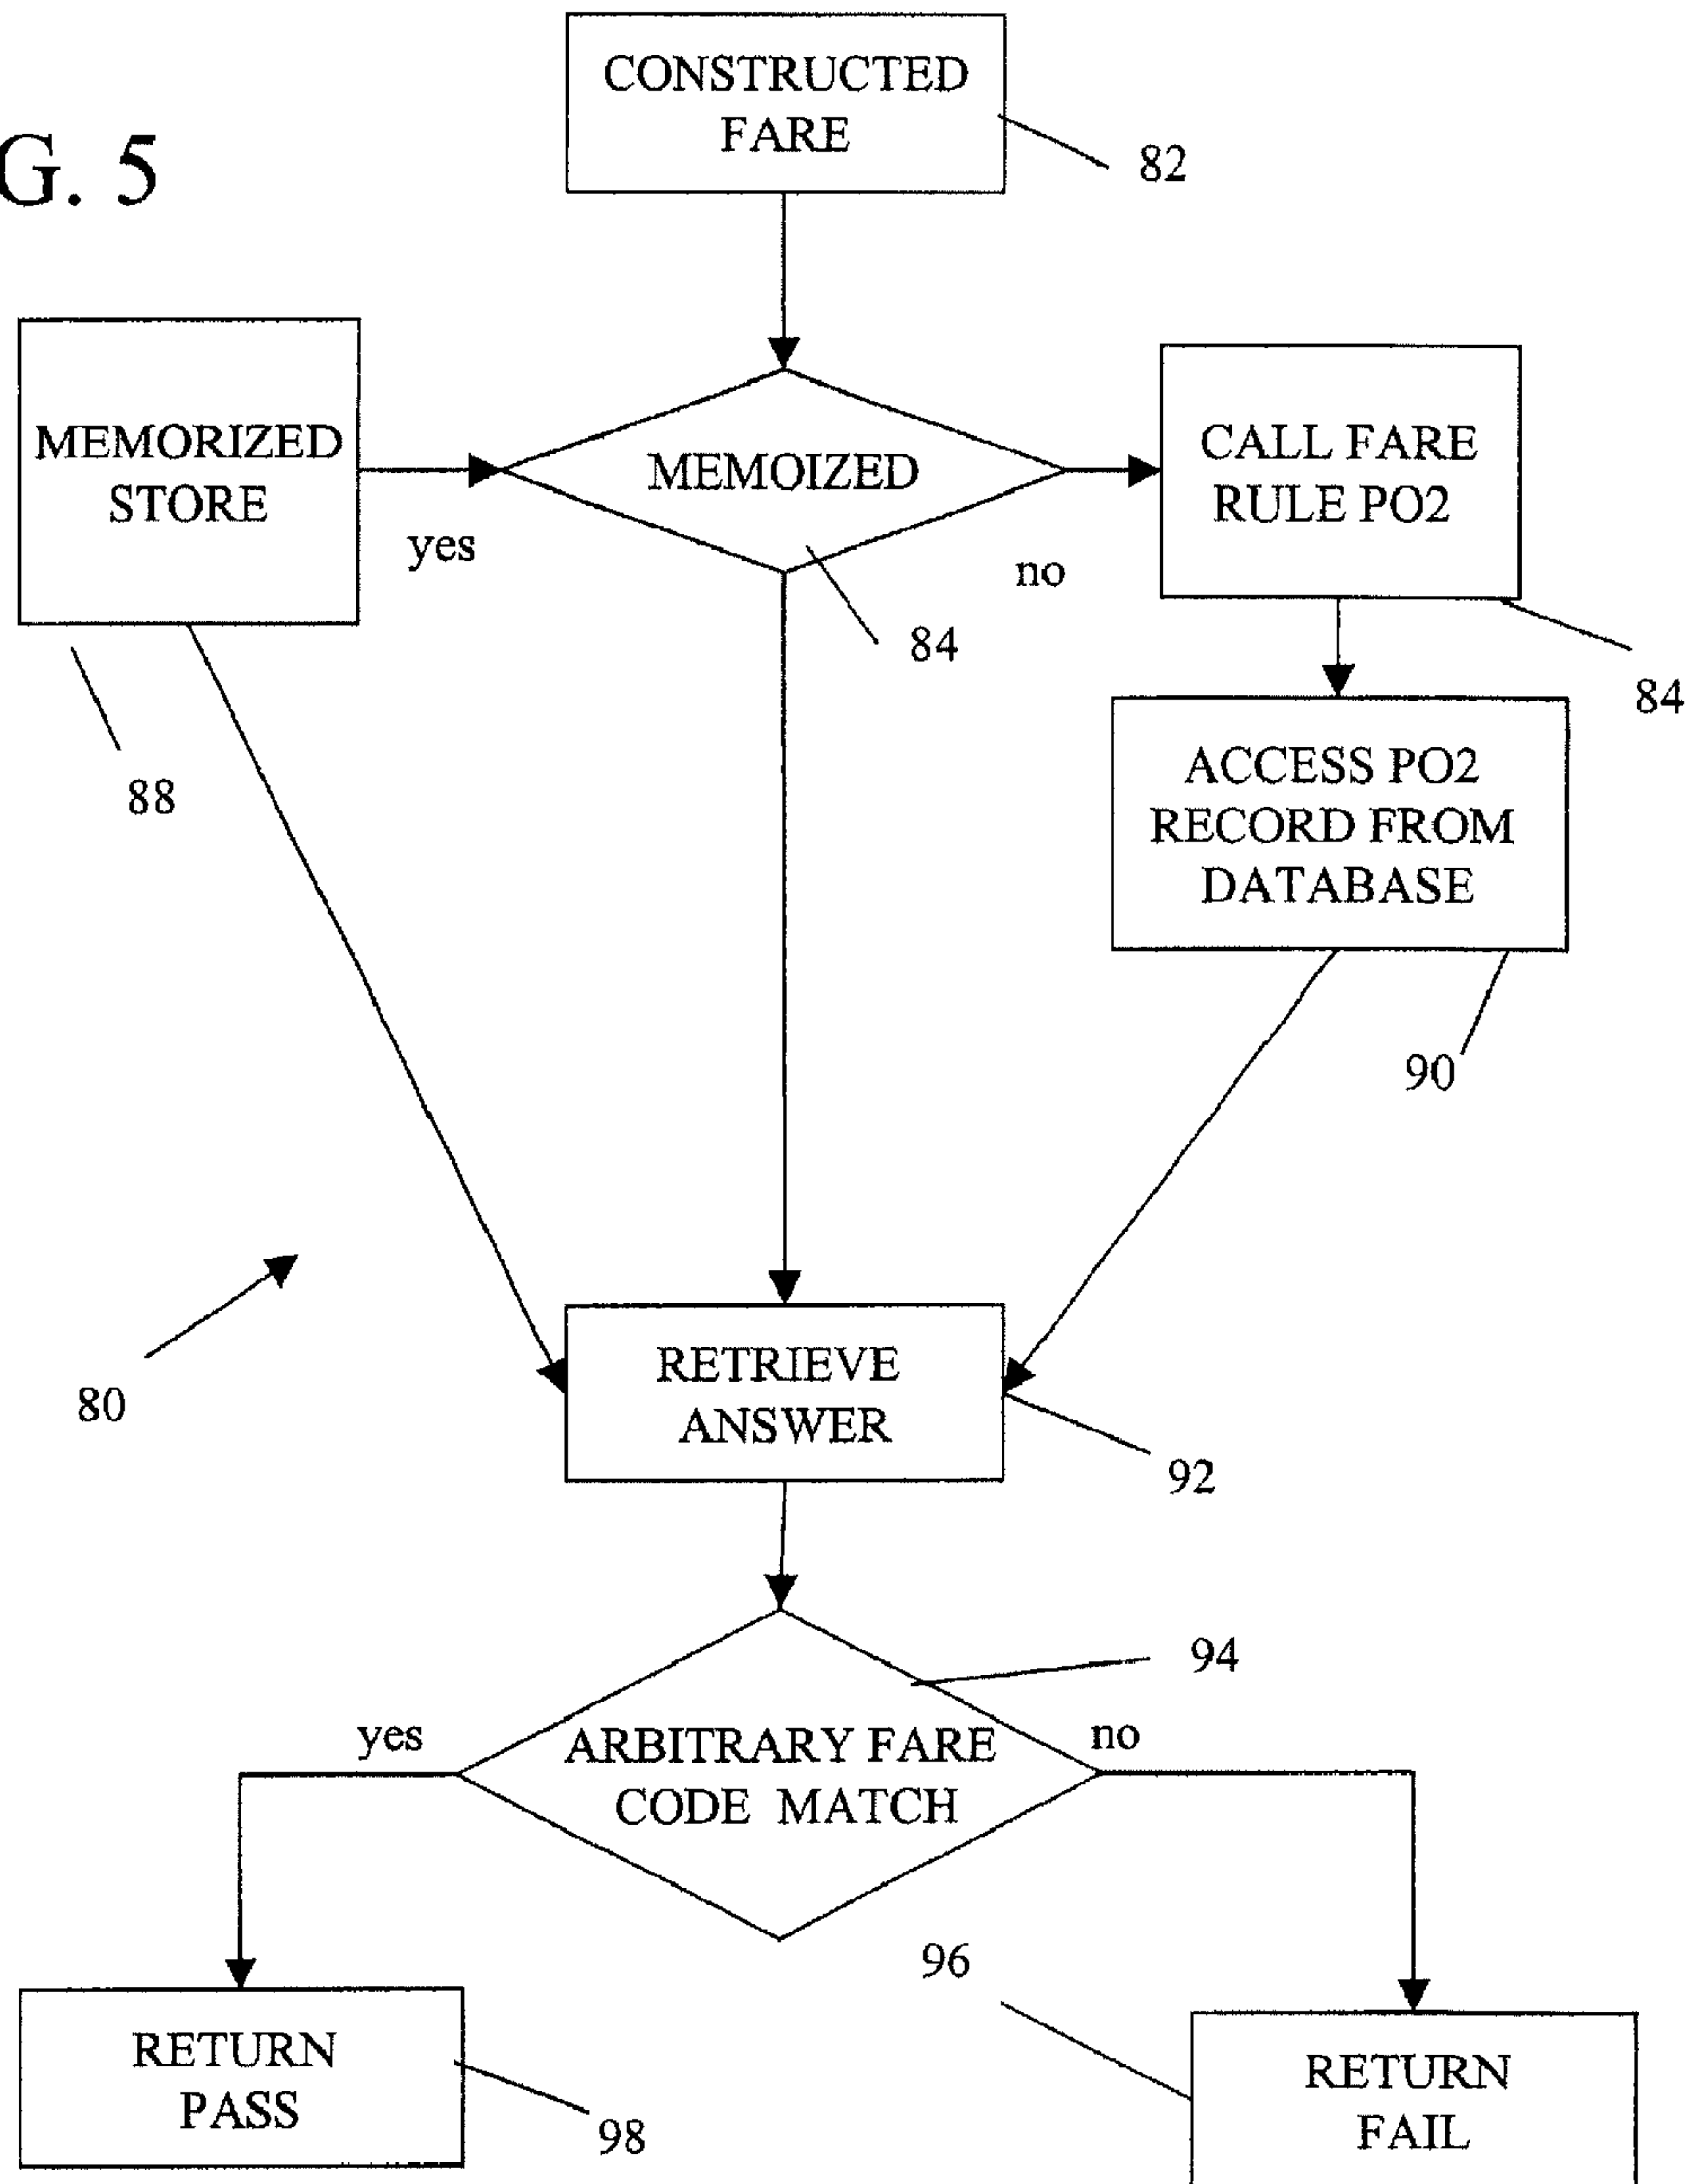 G. 5
CONSTRUCTED
FARE
82
MEMORIZED
STORE
yes
MEMOIZED
no
CALL FARE
RULE PO2
84
84
88
ACCESS PO2
RECORD FROM
DATABASE
90
80
RETRIEVE
ANSWER
92
94
yes
ARBITRARY FARE
CODE MATCH
no
96
RETURN
PASS
98
RETURN
FAIL